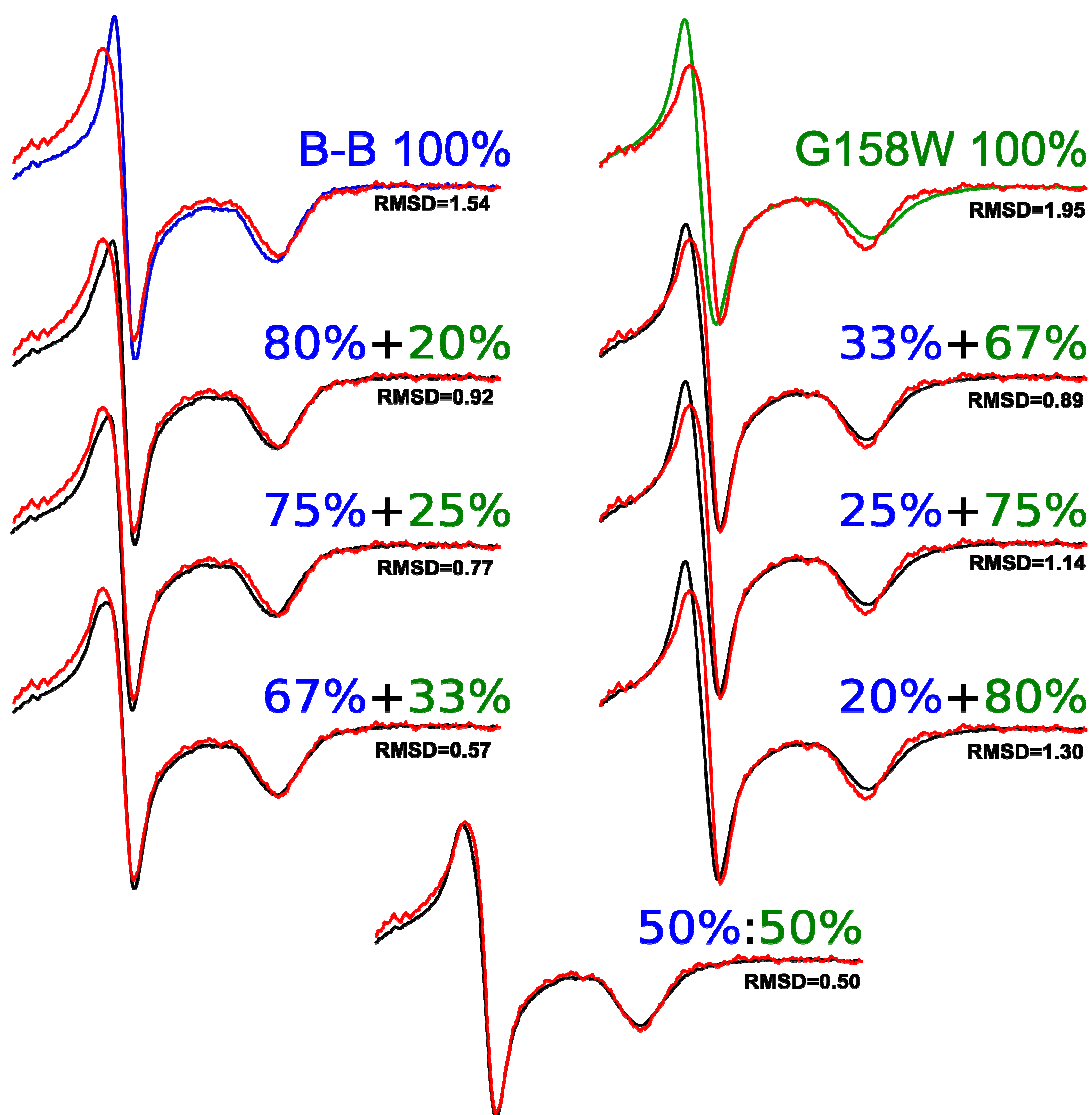 B-B 100%
RMSD=1.54
G158W 100%
RMSD=1.95
80%+20%
RMSD=0.92
33%+67%
RMSD=0.89
75%+25%
RMSD=0.77
25%+75%
RMSD=1.14
67%+33%
RMSD=0.57
20%+80%
RMSD=1.30
50%:50%
RMSD=0.50